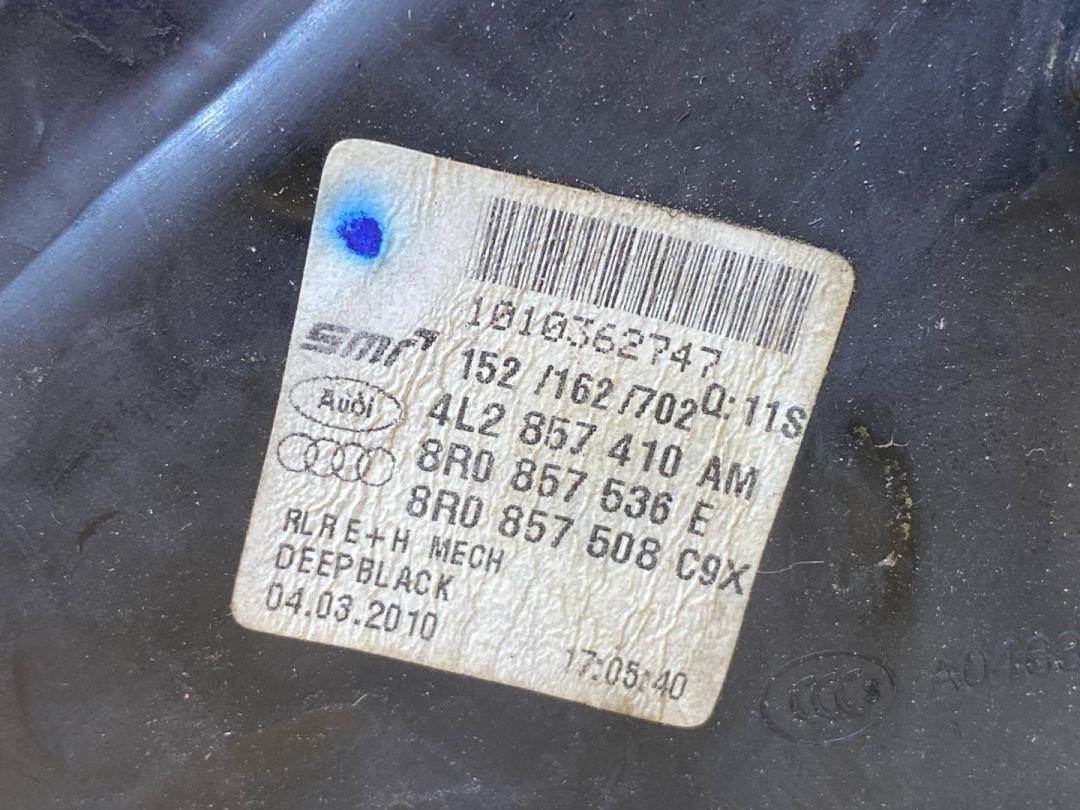 1010362747
smr
152 /162 /702 Q: 11S
Audi
4L2 857 410 AM
8R0 857 536 E
8R0 857 508 C9X
RLR E+H MECH
DEEPBLACK
04.03.2010
17:05:40
A0463